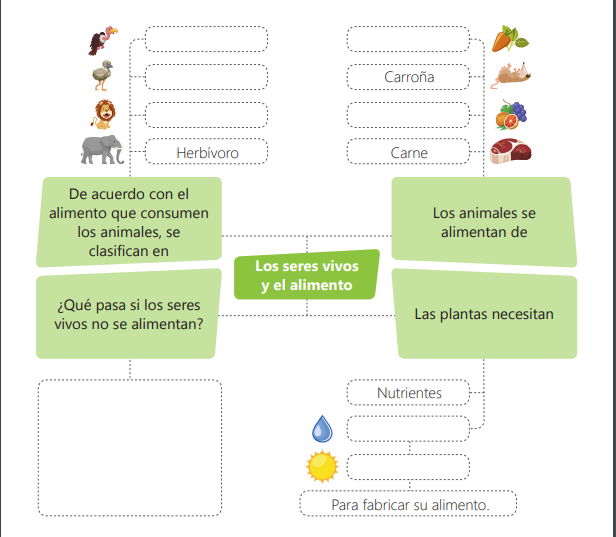 Carroña
Herbívoro
Carne
De acuerdo con el
alimento que consumen
los animales, se
clasifican en
Los animales se
alimentan de
Los seres vivos
y el alimento
¿Qué pasa si los seres
vivos no se alimentan?
Las plantas necesitan
Nutrientes
Para fabricar su alimento.